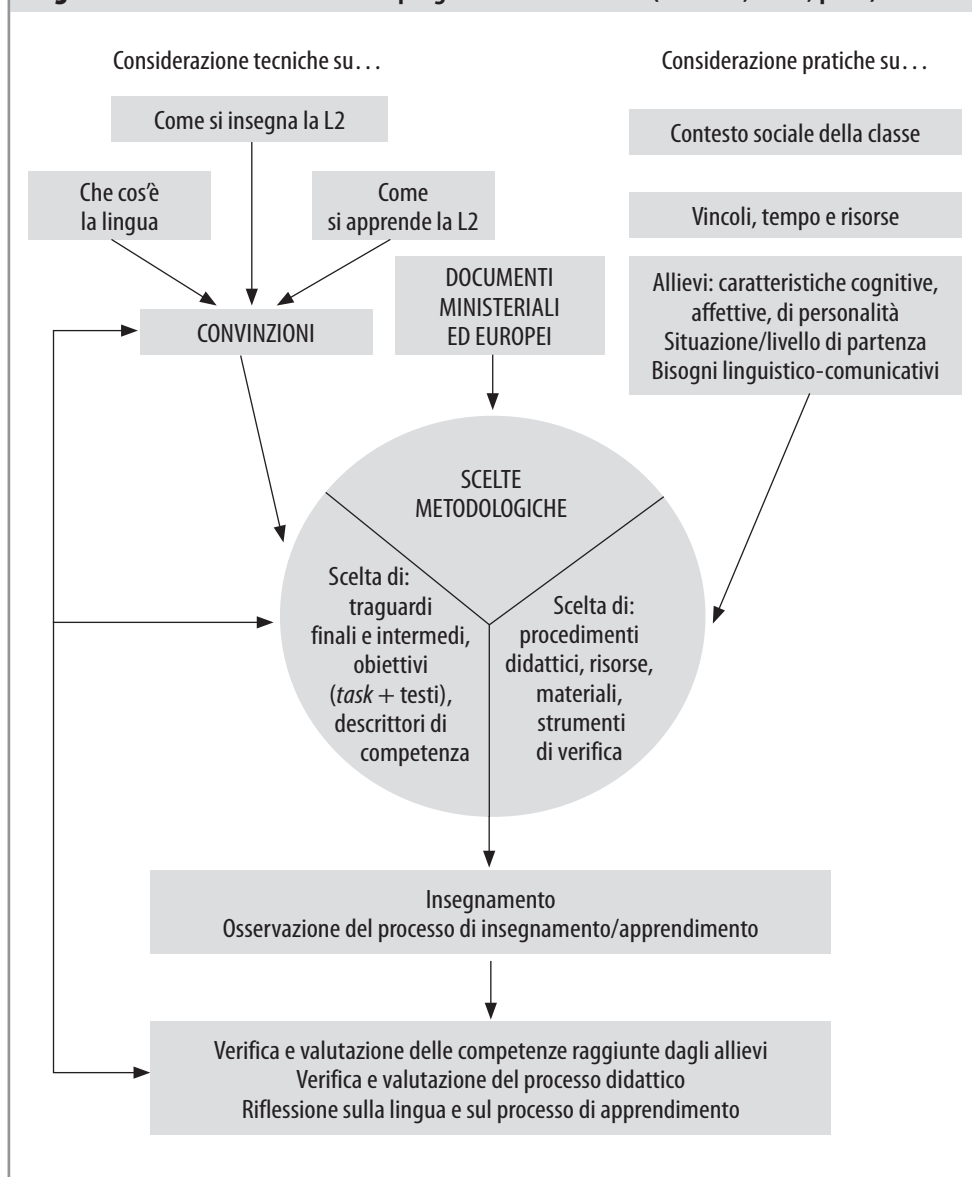 Considerazione tecniche su…
Considerazione pratiche su…
Come si insegna la L2
Contesto sociale della classe
Che cos'è
la lingua
Come
si apprende la L2
Vincoli, tempo e risorse
CONVINZIONI
DOCUMENTI
MINISTERIALI
ED EUROPEI
Allievi: caratteristiche cognitive,
affettive, di personalità
Situazione/livello di partenza
Bisogni linguistico-comunicativi
SCELTE
METODOLOGICHE
Scelta di:
traguardi
finali e intermedi,
obiettivi
(task + testi),
descrittori di
competenza
Scelta di:
procedimenti
didattici, risorse,
materiali,
strumenti
di verifica
Insegnamento
Osservazione del processo di insegnamento/apprendimento
Verifica e valutazione delle competenze raggiunte dagli allievi
Verifica e valutazione del processo didattico
Riflessione sulla lingua e sul processo di apprendimento